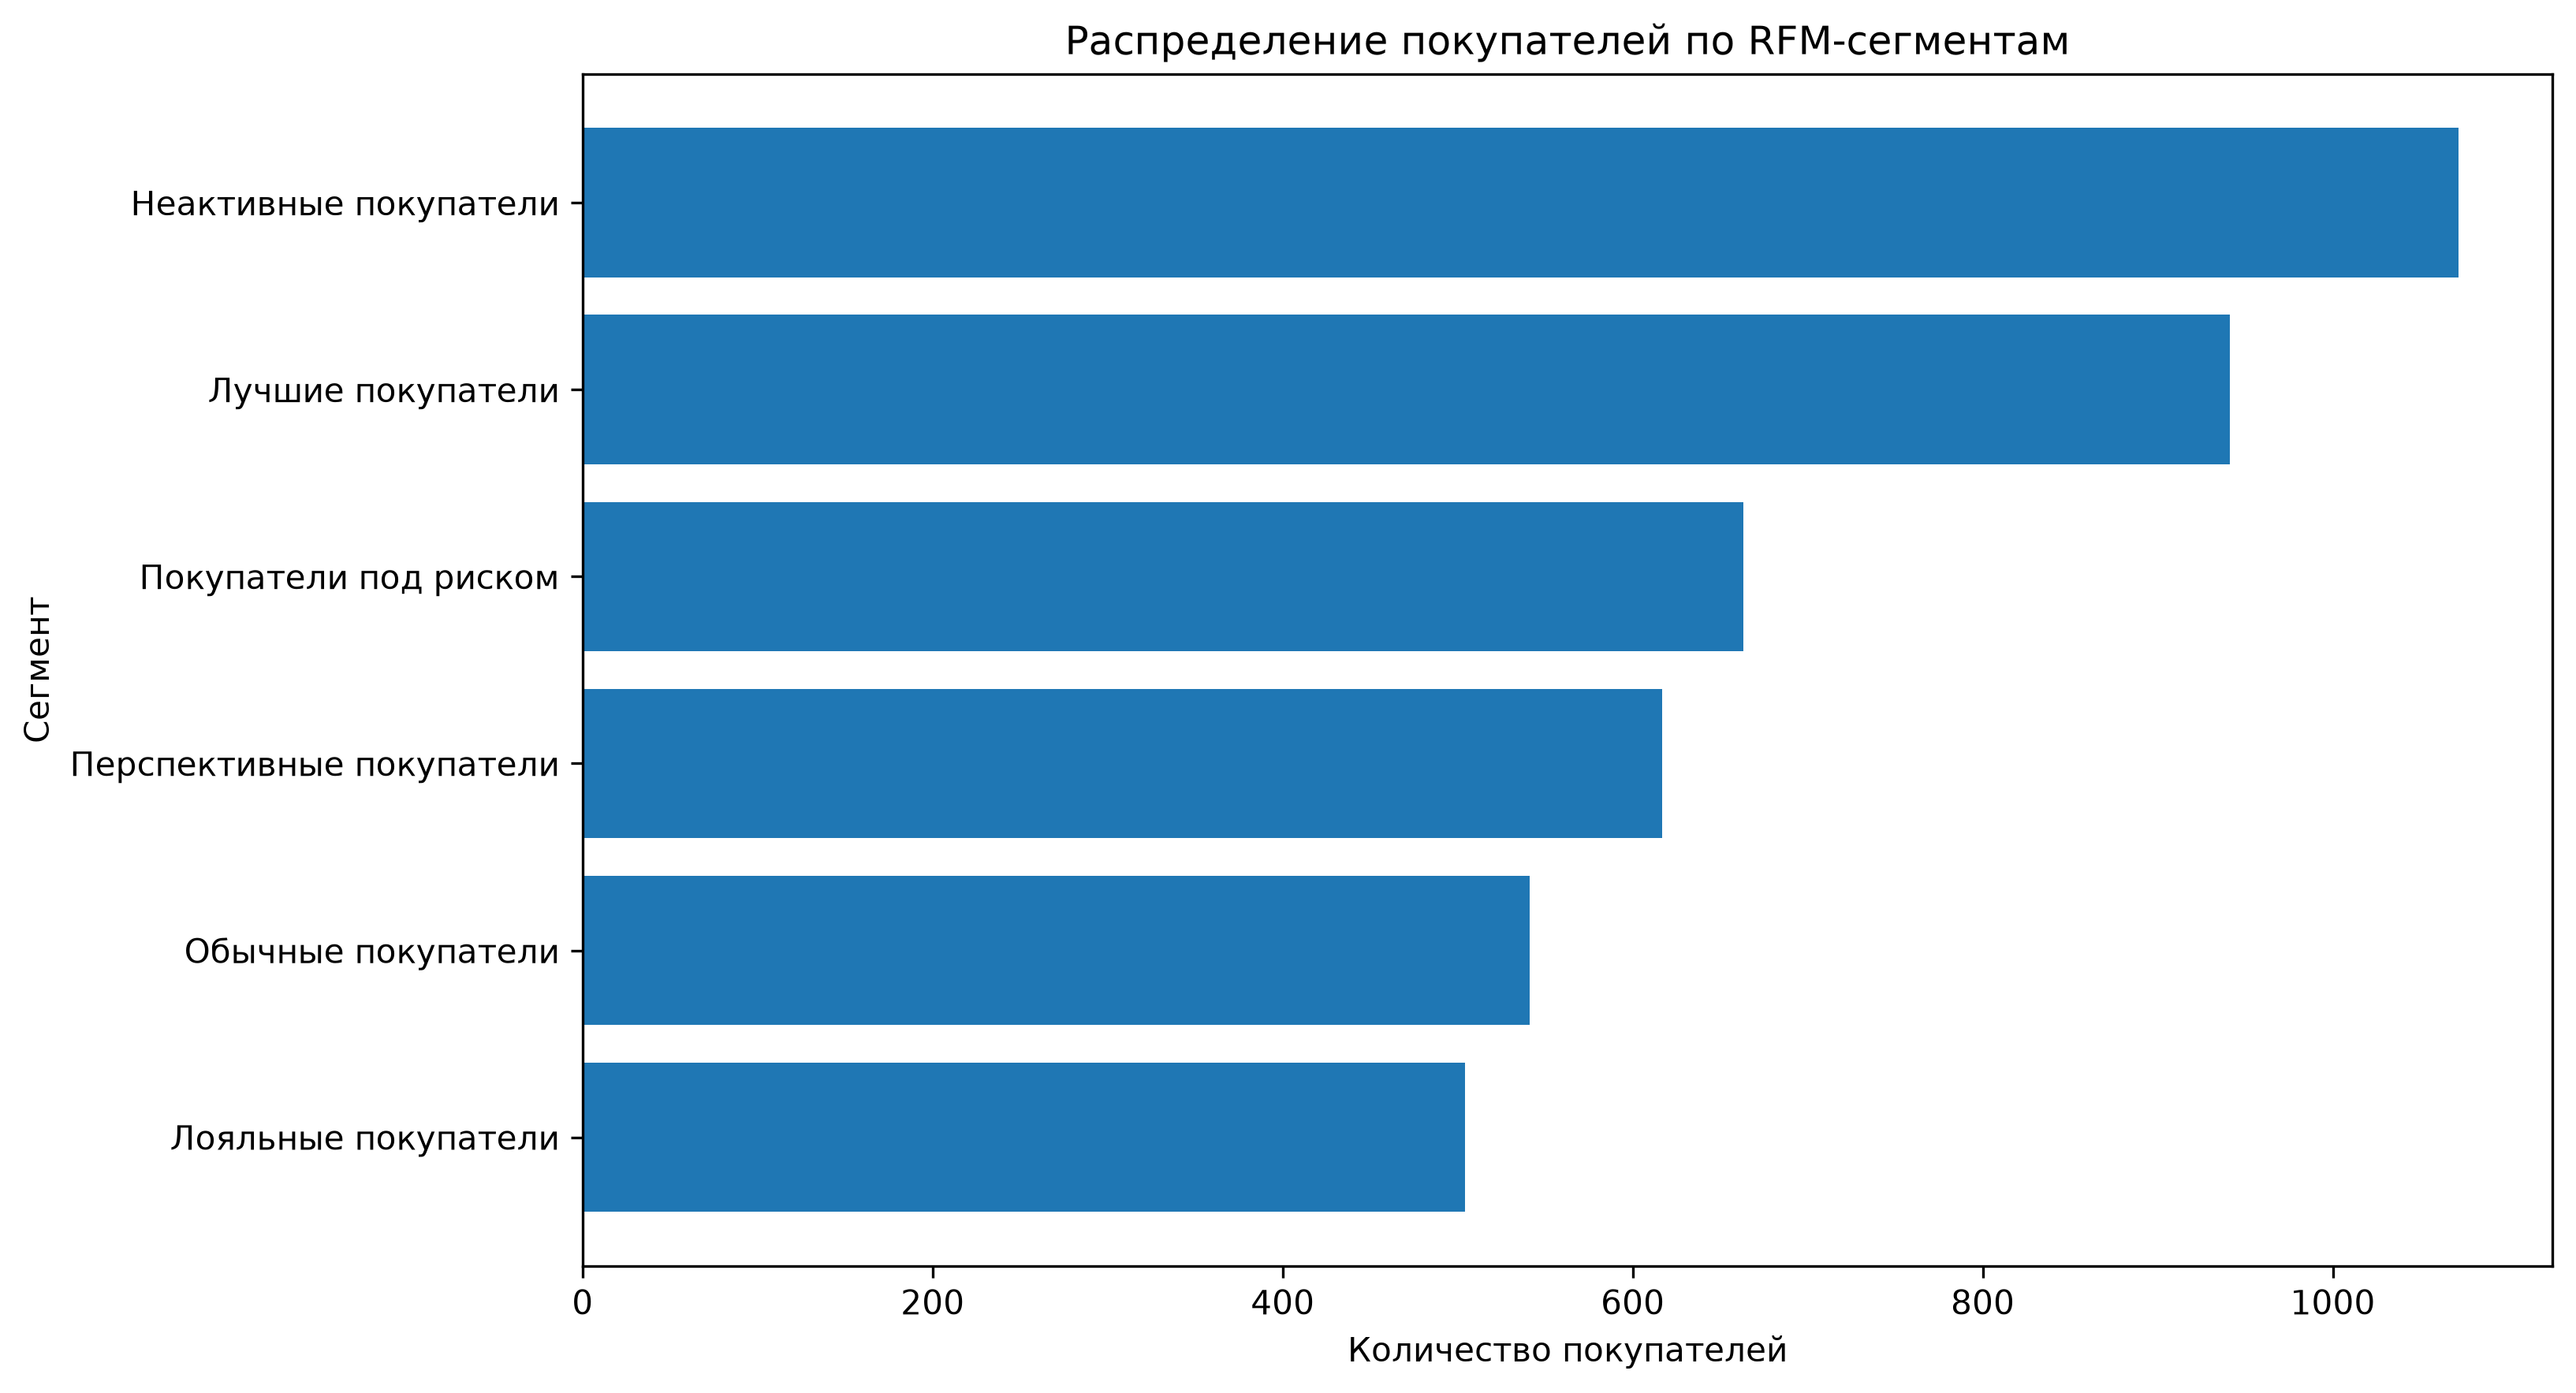 Распределение покупателей по RFM-сегментам
Сегмент
Неактивные покупатели
Лучшие покупатели
Покупатели под риском
Перспективные покупатели
Обычные покупатели
Лояльные покупатели
0 200 400 600 800 1000
Количество покупателей